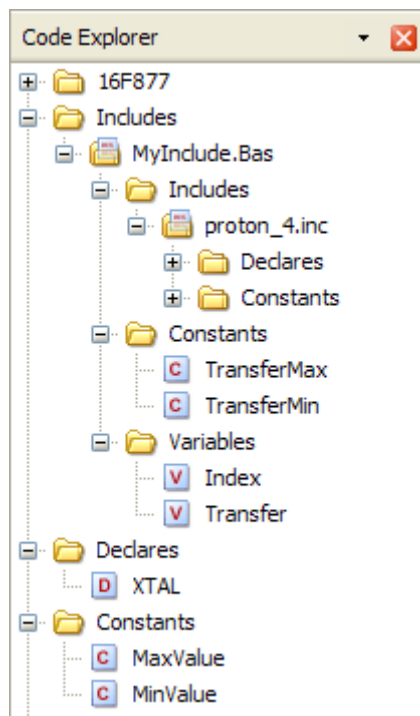 Code Explorer
16F877
Includes
MyInclude.Bas
Includes
proton_4.inc
Declares
Constants
Constants
C TransferMax
C TransferMin
Variables
V Index
V Transfer
Declares
D XTAL
Constants
C MaxValue
C MinValue